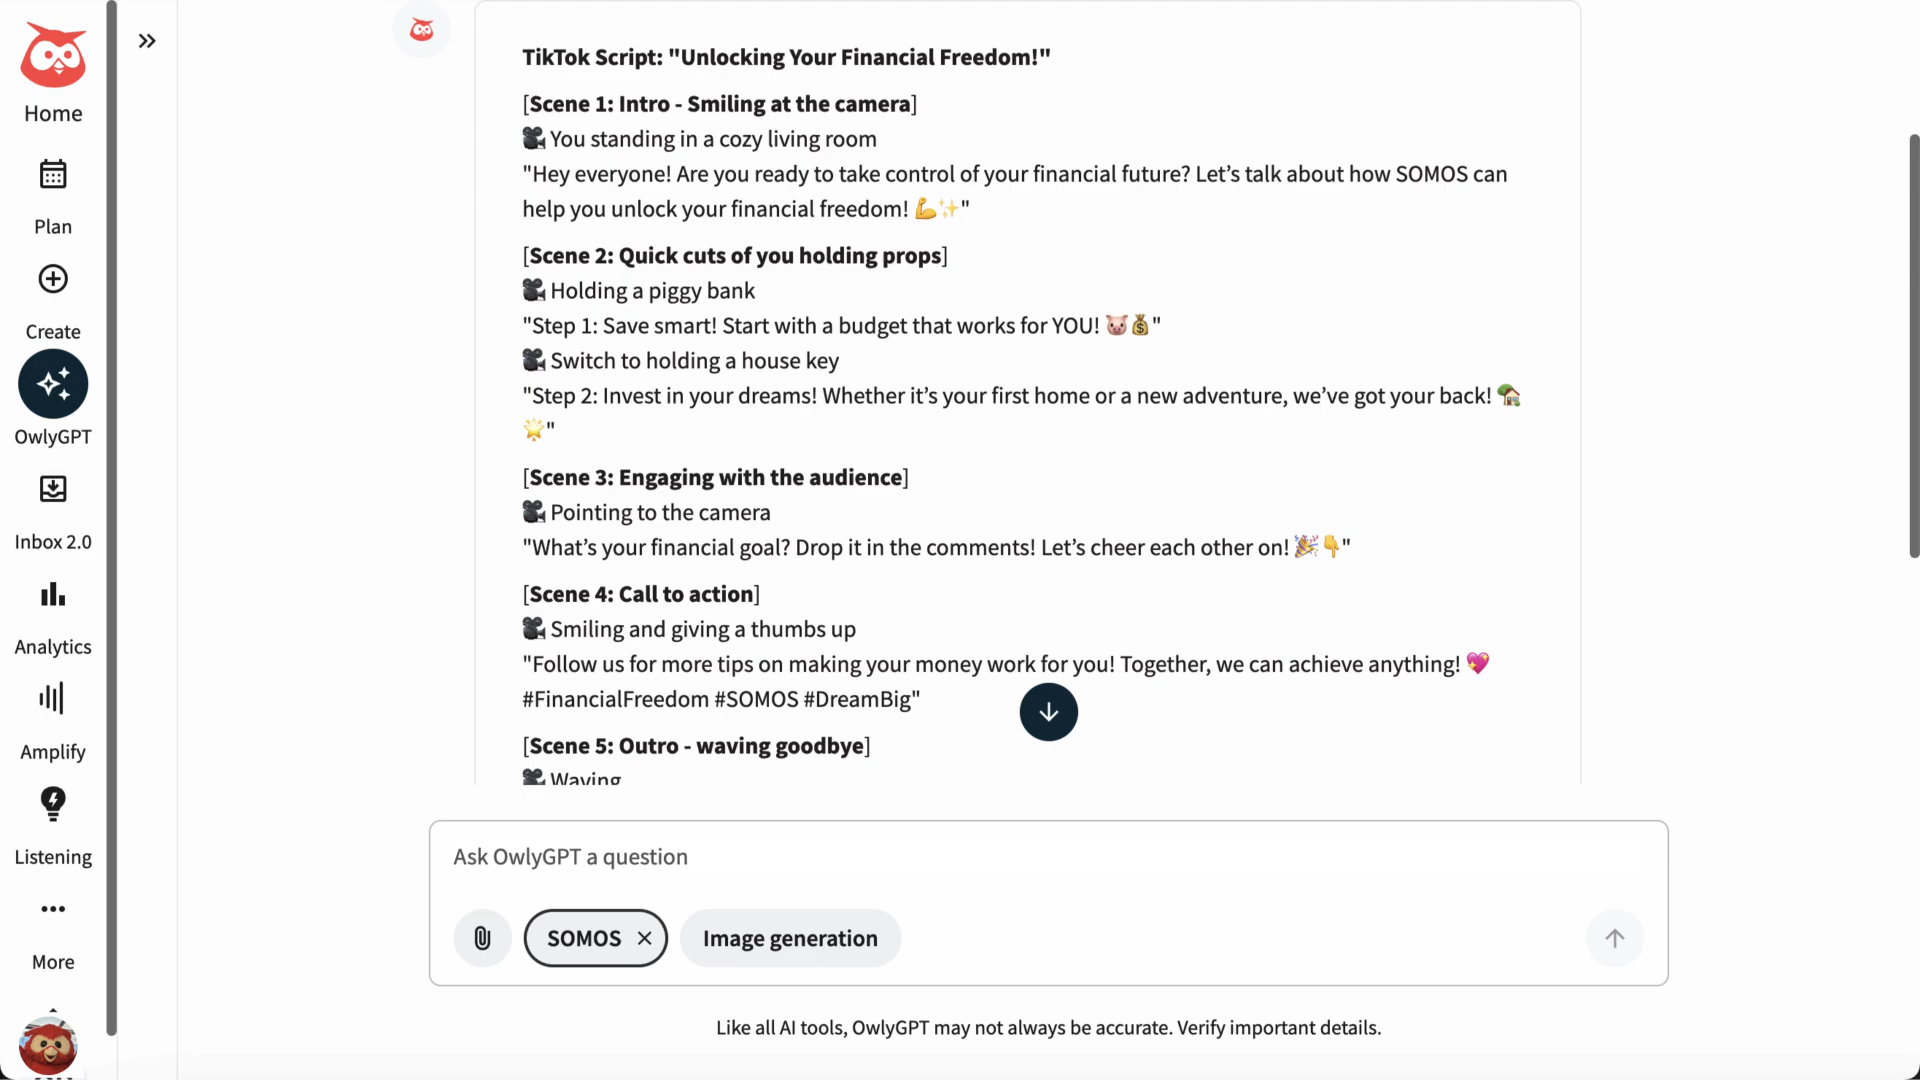 Home
Plan
Create
OwlyGPT
Inbox 2.0
Analytics
Amplify
Listening
More
TikTok Script: "Unlocking Your Financial Freedom!"
[Scene 1: Intro - Smiling at the camera]
🎥 You standing in a cozy living room
"Hey everyone! Are you ready to take control of your financial future? Let’s talk about how SOMOS can
help you unlock your financial freedom! 💪✨"
[Scene 2: Quick cuts of you holding props]
🎥 Holding a piggy bank
"Step 1: Save smart! Start with a budget that works for YOU! 🐷💰"
🎥 Switch to holding a house key
"Step 2: Invest in your dreams! Whether it’s your first home or a new adventure, we’ve got your back! 🏡
🌟"
[Scene 3: Engaging with the audience]
🎥 Pointing to the camera
"What’s your financial goal? Drop it in the comments! Let’s cheer each other on! 🎉👇"
[Scene 4: Call to action]
🎥 Smiling and giving a thumbs up
"Follow us for more tips on making your money work for you! Together, we can achieve anything! 💖
#FinancialFreedom #SOMOS #DreamBig"
[Scene 5: Outro - waving goodbye]
🎥 Waving
Ask OwlyGPT a question
SOMOS
Image generation
Like all AI tools, OwlyGPT may not always be accurate. Verify important details.